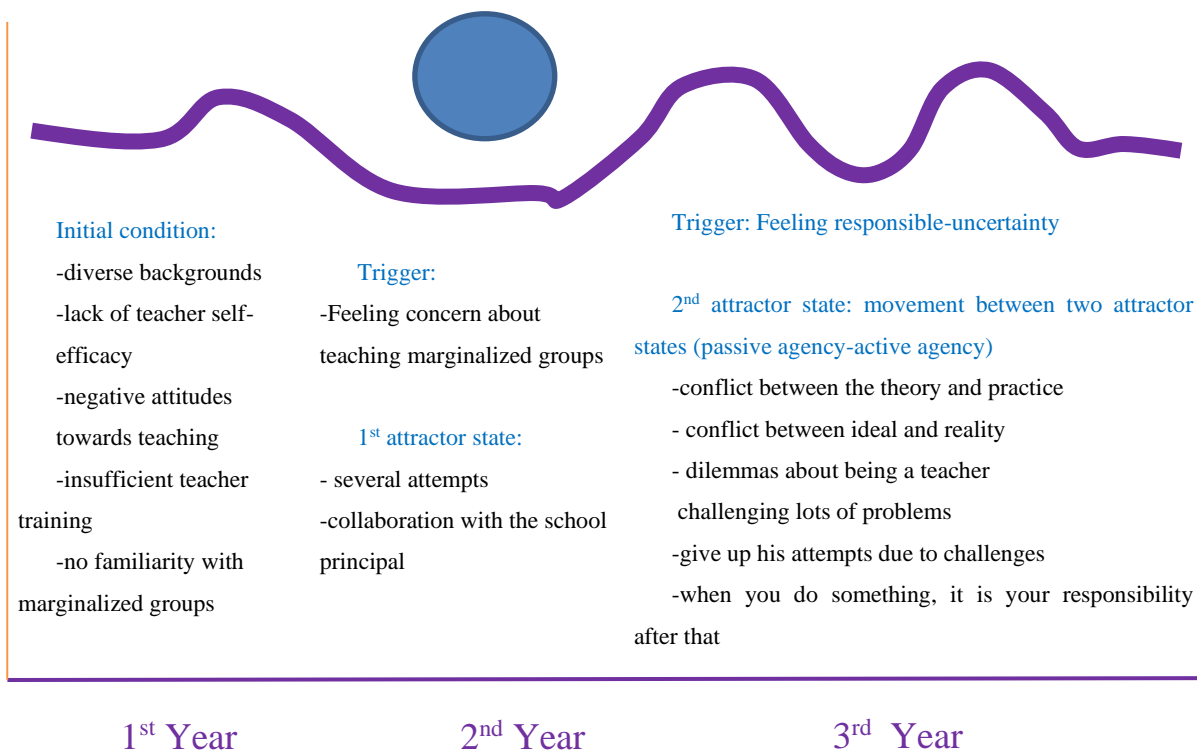 Initial condition:
-diverse backgrounds
-lack of teacher self-
efficacy
-negative attitudes
towards teaching
-insufficient teacher
training
-no familiarity with
marginalized groups
Trigger:
-Feeling concern about
teaching marginalized groups
1st attractor state:
- several attempts
-collaboration with the school
principal
Trigger: Feeling responsible-uncertainty
2nd attractor state: movement between two attractor
states (passive agency-active agency)
-conflict between the theory and practice
- conflict between ideal and reality
- dilemmas about being a teacher
challenging lots of problems
-give up his attempts due to challenges
-when you do something, it is your responsibility
after that
1st Year
2nd Year
3rd Year